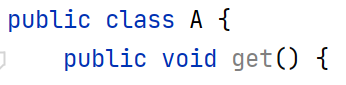 public class A {
    public void get() {